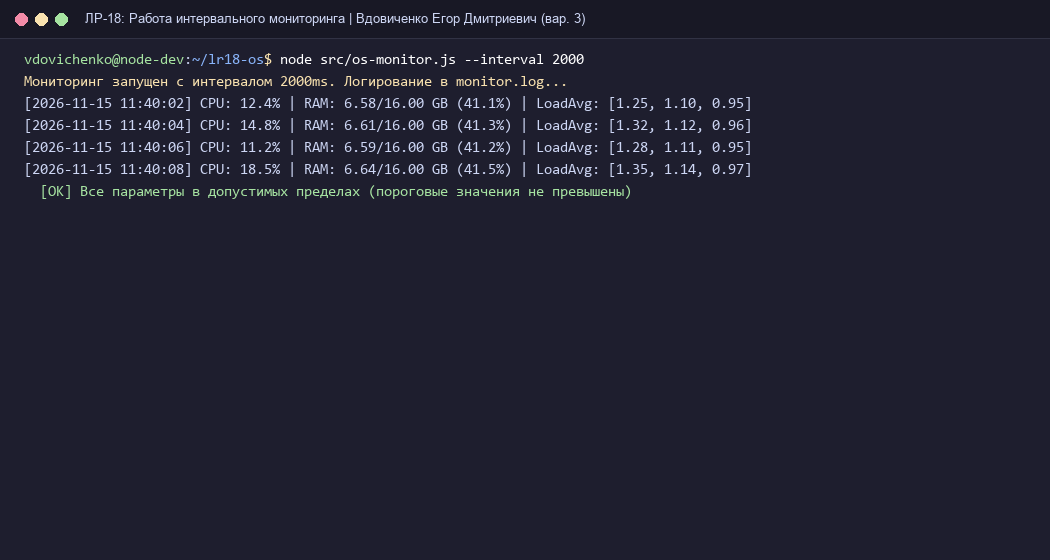 ЛР-18: Работа интервального мониторинга | Вдовиченко Егор Дмитриевич (вар. 3)
vdovichenko@node-dev:~/lr18-os$ node src/os-monitor.js --interval 2000
Мониторинг запущен с интервалом 2000ms. Логирование в monitor.log...
[2026-11-15 11:40:02] CPU: 12.4% | RAM: 6.58/16.00 GB (41.1%) | LoadAvg: [1.25, 1.10, 0.95]
[2026-11-15 11:40:04] CPU: 14.8% | RAM: 6.61/16.00 GB (41.3%) | LoadAvg: [1.32, 1.12, 0.96]
[2026-11-15 11:40:06] CPU: 11.2% | RAM: 6.59/16.00 GB (41.2%) | LoadAvg: [1.28, 1.11, 0.95]
[2026-11-15 11:40:08] CPU: 18.5% | RAM: 6.64/16.00 GB (41.5%) | LoadAvg: [1.35, 1.14, 0.97]
[OK] Все параметры в допустимых пределах (пороговые значения не превышены)